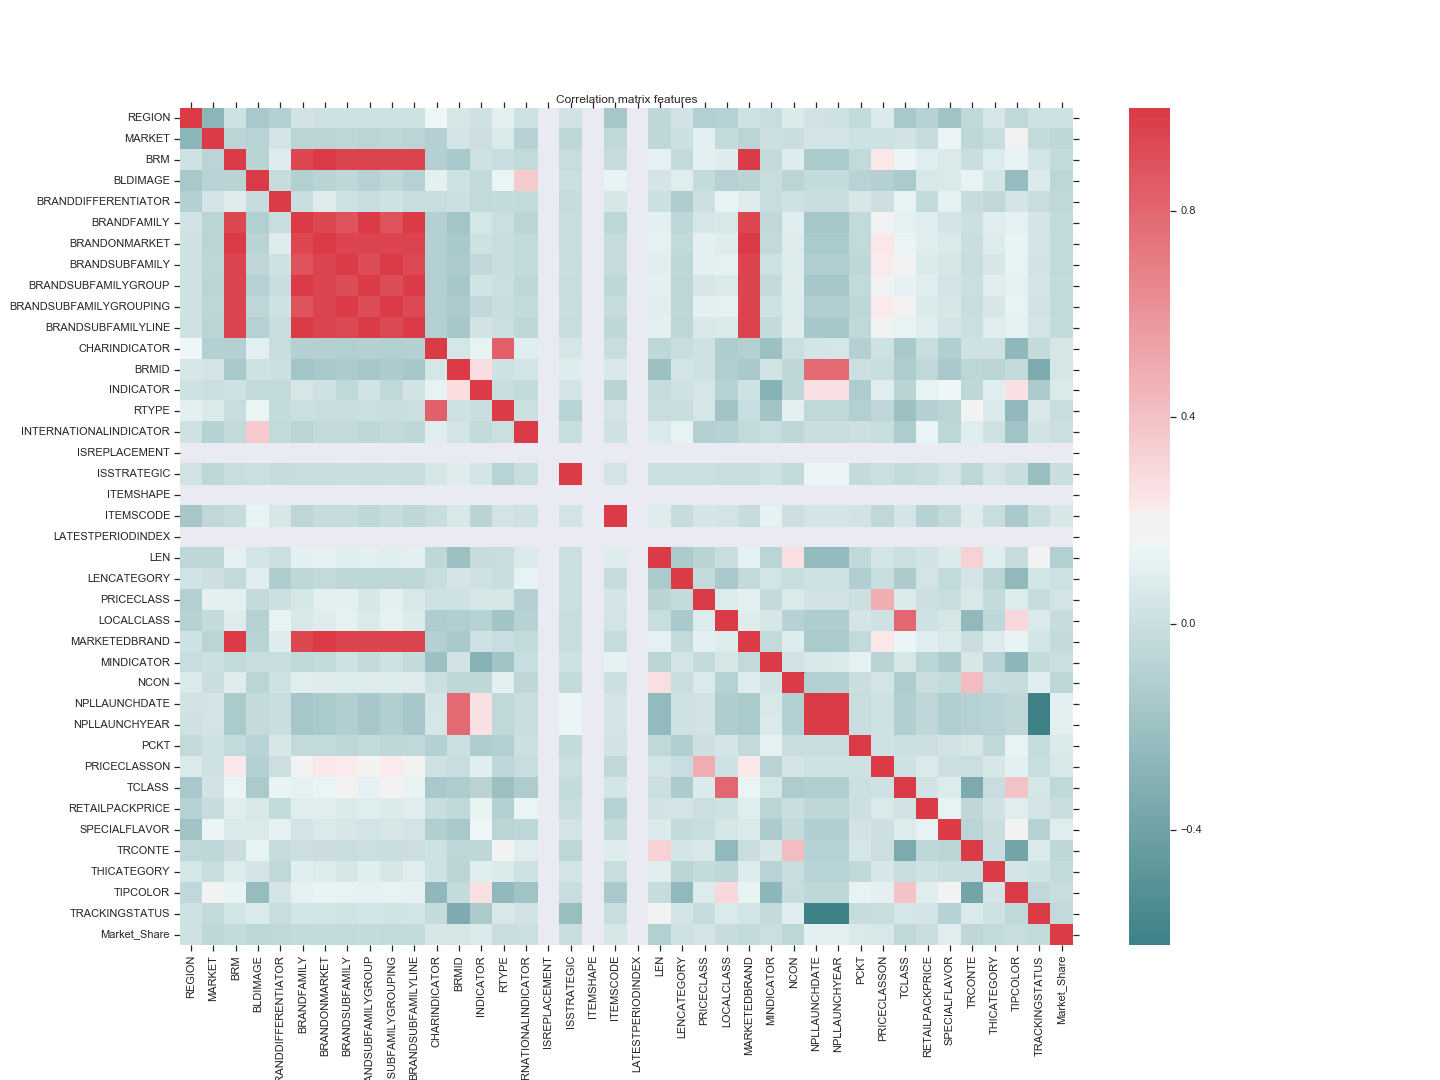 Correlation matrix features
REGION
MARKET
BRM
BLDIMAGE
BRANDDIFFERENTIATOR
BRANDFAMILY
BRANDONMARKET
BRANDSUBFAMILY
BRANDSUBFAMILYGROUP
BRANDSUBFAMILYGROUPING
BRANDSUBFAMILYLINE
CHARINDICATOR
BRMID
INDICATOR
RTYPE
INTERNATIONALINDICATOR
ISREPLACEMENT
ISSTRATEGIC
ITEMSHAPE
ITEMSCODE
LATESTPERIODINDEX
LEN
LENCATEGORY
PRICECLASS
LOCALCLASS
MARKETEDBRAND
MINDICATOR
NCON
NPLLAUNCHDATE
NPLLAUNCHYEAR
PCKT
PRICECLASSON
TCLASS
RETAILPACKPRICE
SPECIALFLAVOR
TRCONTE
THICATEGORY
TIPCOLOR
TRACKINGSTATUS
Market_Share
REGION
MARKET
BRM
BLDIMAGE
RANDDIFFERENTIATOR
BRANDFAMILY
BRANDONMARKET
BRANDSUBFAMILY
ANDSUBFAMILYGROUP
SUBFAMILYGROUPING
BRANDSUBFAMILYLINE
CHARINDICATOR
BRMID
INDICATOR
RTYPE
RNATIONALINDICATOR
ISREPLACEMENT
ISSTRATEGIC
ITEMSHAPE
ITEMSCODE
LATESTPERIODINDEX
LEN
LENCATEGORY
PRICECLASS
LOCALCLASS
MARKETEDBRAND
MINDICATOR
NCON
NPLLAUNCHDATE
NPLLAUNCHYEAR
PCKT
PRICECLASSON
TCLASS
RETAILPACKPRICE
SPECIALFLAVOR
TRCONTE
THICATEGORY
TIPCOLOR
TRACKINGSTATUS
Market_Share
0.8
0.4
0.0
−0.4